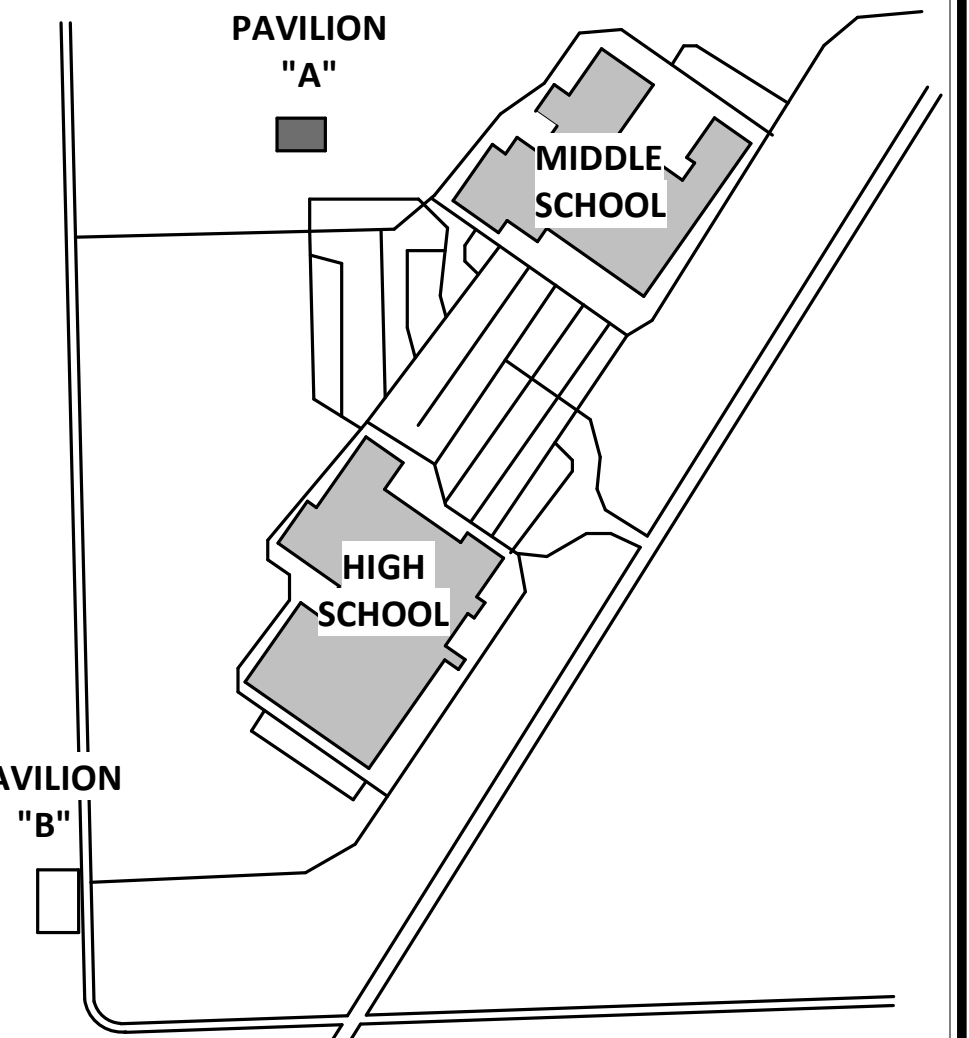 PAVILION
"A"
MIDDLE
SCHOOL
HIGH
SCHOOL
AVILION
"B"